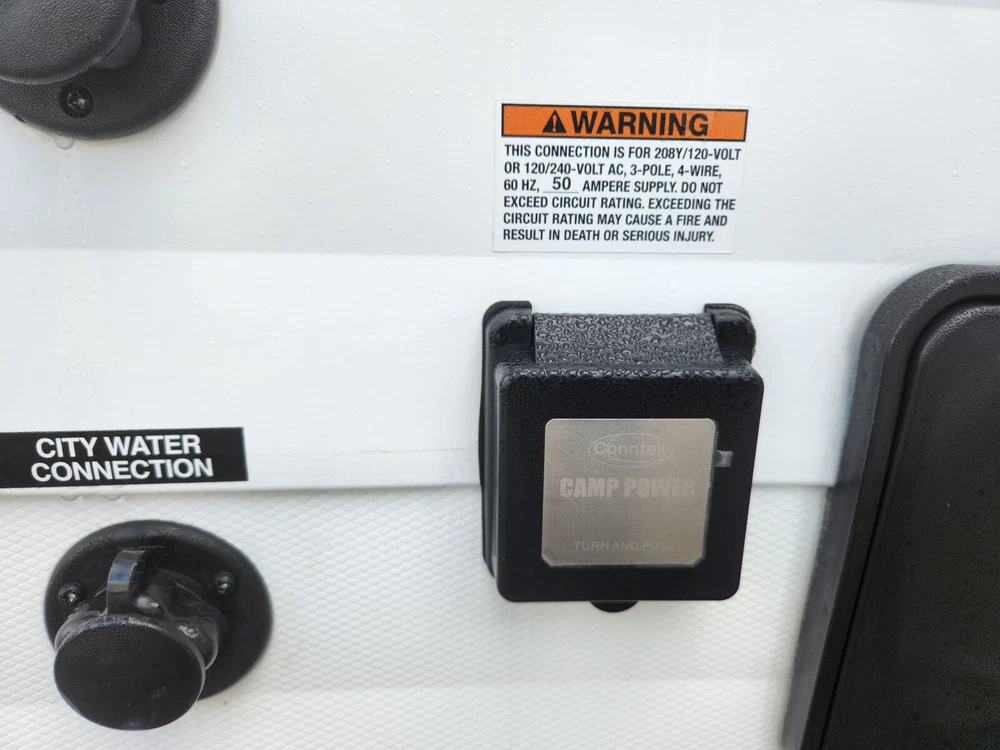 WARNING
THIS CONNECTION IS FOR 208Y/120-VOLT
OR 120/240-VOLT AC, 3-POLE, 4-WIRE,
60 HZ, 50 AMPERE SUPPLY. DO NOT
EXCEED CIRCUIT RATING. EXCEEDING THE
CIRCUIT RATING MAY CAUSE A FIRE AND
RESULT IN DEATH OR SERIOUS INJURY.
CITY WATER
CONNECTION
Conntek
CAMP POWER
TURN AND PULL